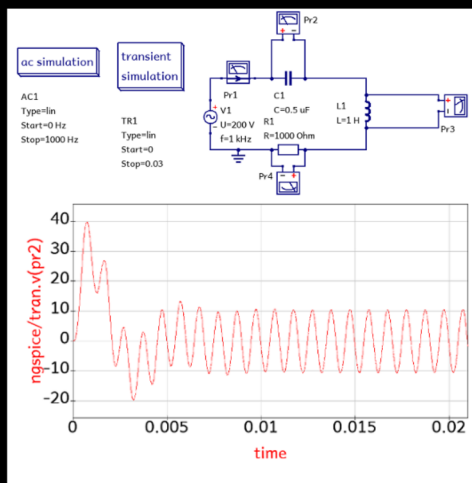 ac simulation
transient
simulation
AC1
Type=lin
Start=0 Hz
Stop=1000 Hz
TR1
Type=lin
Start=0
Stop=0.03
Pr2
Pr1
V1
U=200 V
f=1 kHz
C1
C=0.5 uF
R1
R=1000 Ohm
L1
L=1 H
Pr3
Pr4
ngspice/tran.v(pr2)
40
30
20
10
0
−10
−20
0
0.005
0.01
0.015
0.02
time